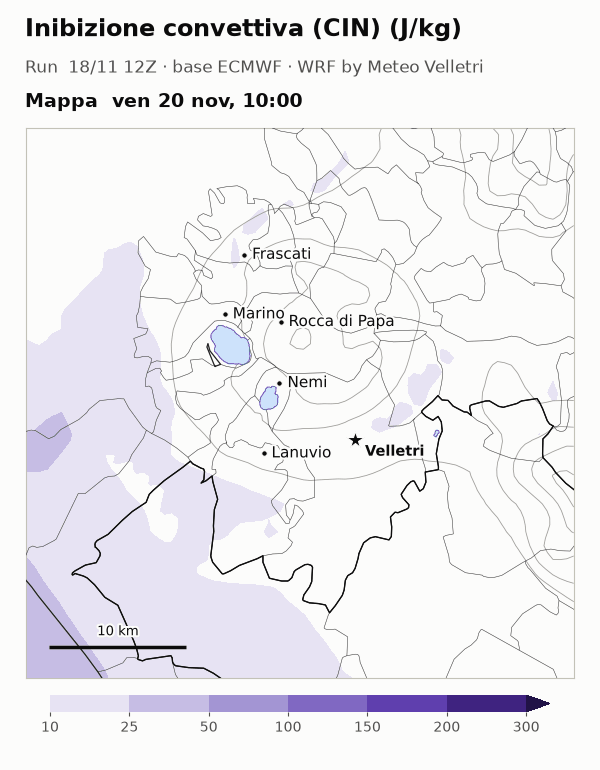 Inibizione convettiva (CIN) (J/kg)
Run  18/11 12Z · base ECMWF · WRF by Meteo Velletri
Mappa  ven 20 nov, 10:00
Frascati
Marino
Rocca di Papa
Nemi
Velletri
Lanuvio
10 km
10 25 50 100 150 200 300